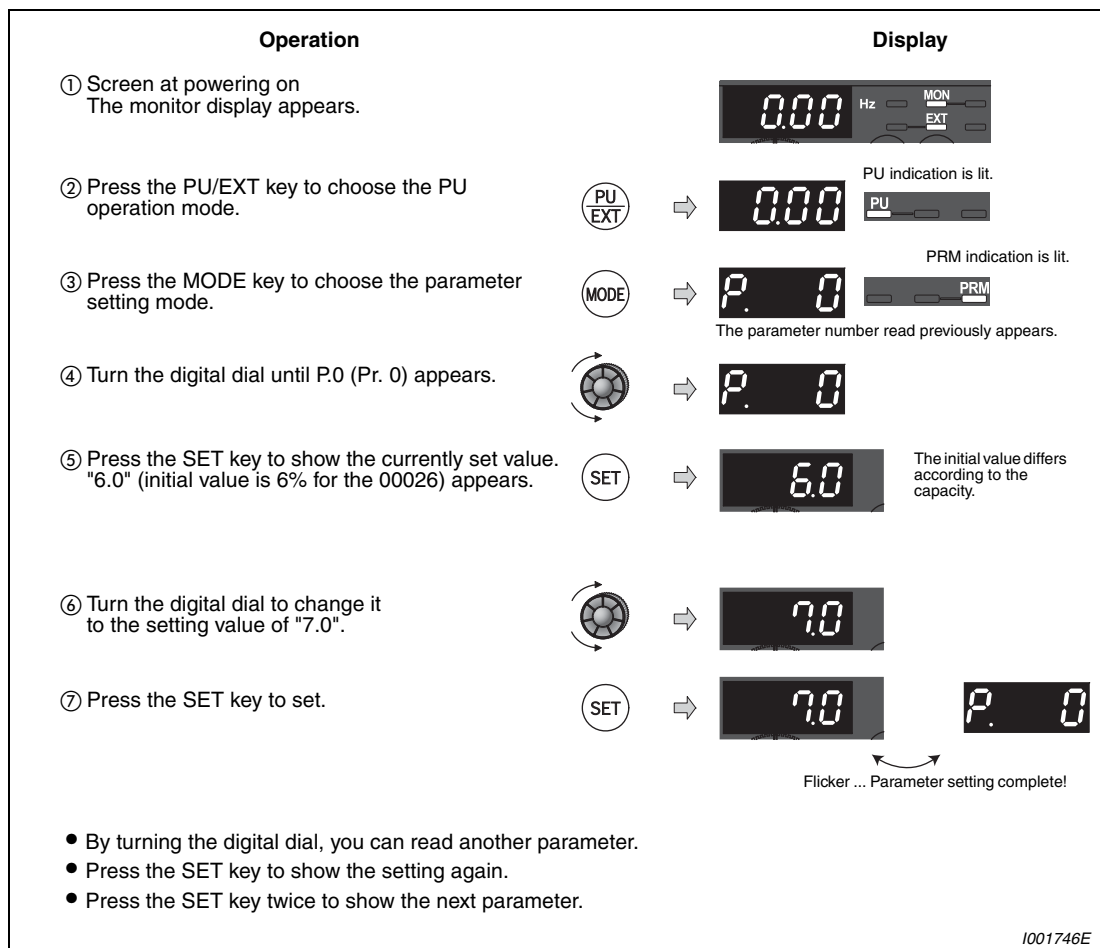 Operation
Display
① Screen at powering on
The monitor display appears.
0.00 Hz MON
EXT
② Press the PU/EXT key to choose the PU
operation mode.
PU
EXT
0.00
PU indication is lit.
PU
③ Press the MODE key to choose the parameter
setting mode.
MODE
P. 0
PRM indication is lit.
PRM
The parameter number read previously appears.
④ Turn the digital dial until P.0 (Pr. 0) appears.
P. 0
⑤ Press the SET key to show the currently set value.
"6.0" (initial value is 6% for the 00026) appears.
SET
6.0
The initial value differs
according to the
capacity.
⑥ Turn the digital dial to change it
to the setting value of "7.0".
7.0
⑦ Press the SET key to set.
SET
7.0
P. 0
Flicker ... Parameter setting complete!
• By turning the digital dial, you can read another parameter.
• Press the SET key to show the setting again.
• Press the SET key twice to show the next parameter.
I001746E